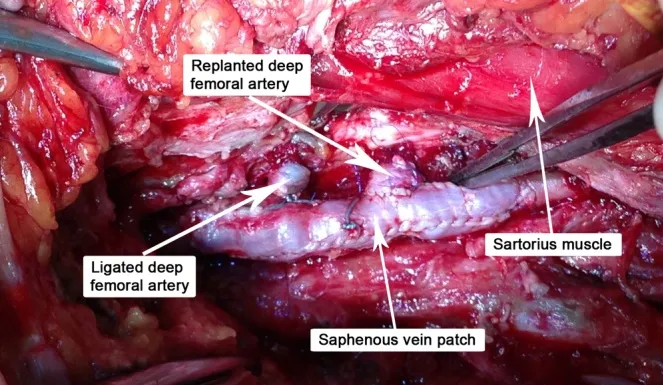 Replanted deep
femoral artery
Sartorius muscle
Ligated deep
femoral artery
Saphenous vein patch